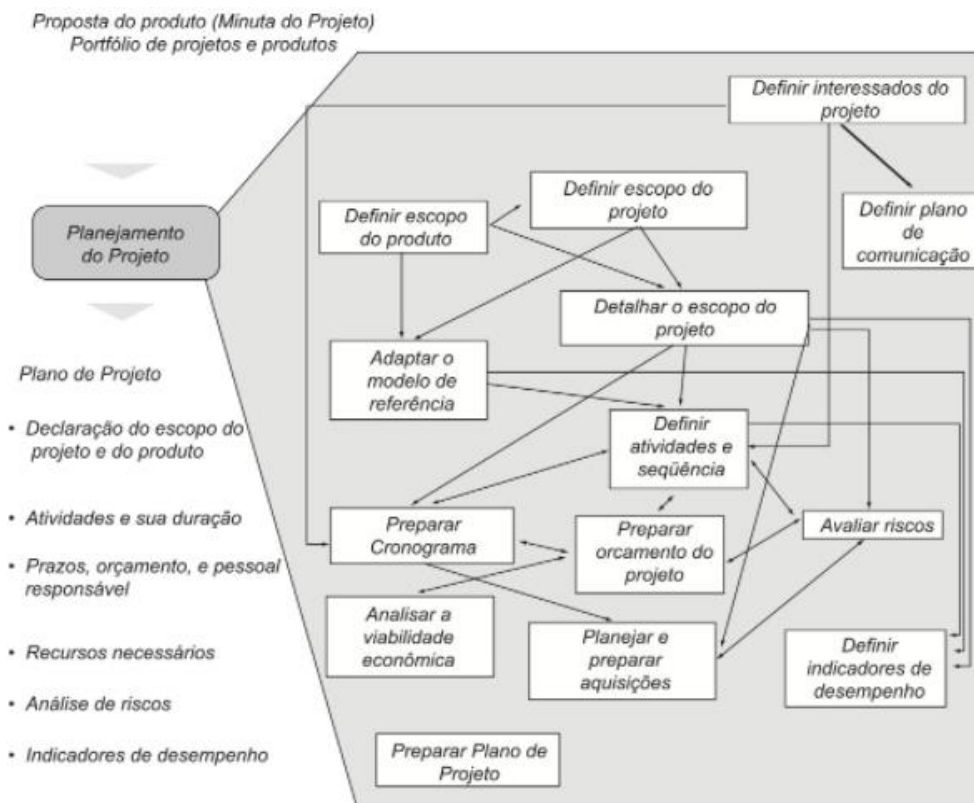 Proposta do produto (Minuta do Projeto)
Portfólio de projetos e produtos
Definir interessados do
projeto
Definir escopo do
projeto
Definir escopo
do produto
Definir plano
de
comunicação
Planejamento
do Projeto
Detalhar o escopo do
projeto
Adaptar o
modelo de
referência
Plano de Projeto
• Declaração do escopo do
projeto e do produto
Definir
atividades e
seqüência
• Atividades e sua duração
Preparar
Cronograma
Preparar
orcamento do
projeto
Avaliar riscos
• Prazos, orçamento, e pessoal
responsável
Analisar a
viabilidade
econômica
Planejar e
preparar
aquisições
Definir
indicadores de
desempenho
• Recursos necessários
• Análise de riscos
• Indicadores de desempenho
Preparar Plano de
Projeto